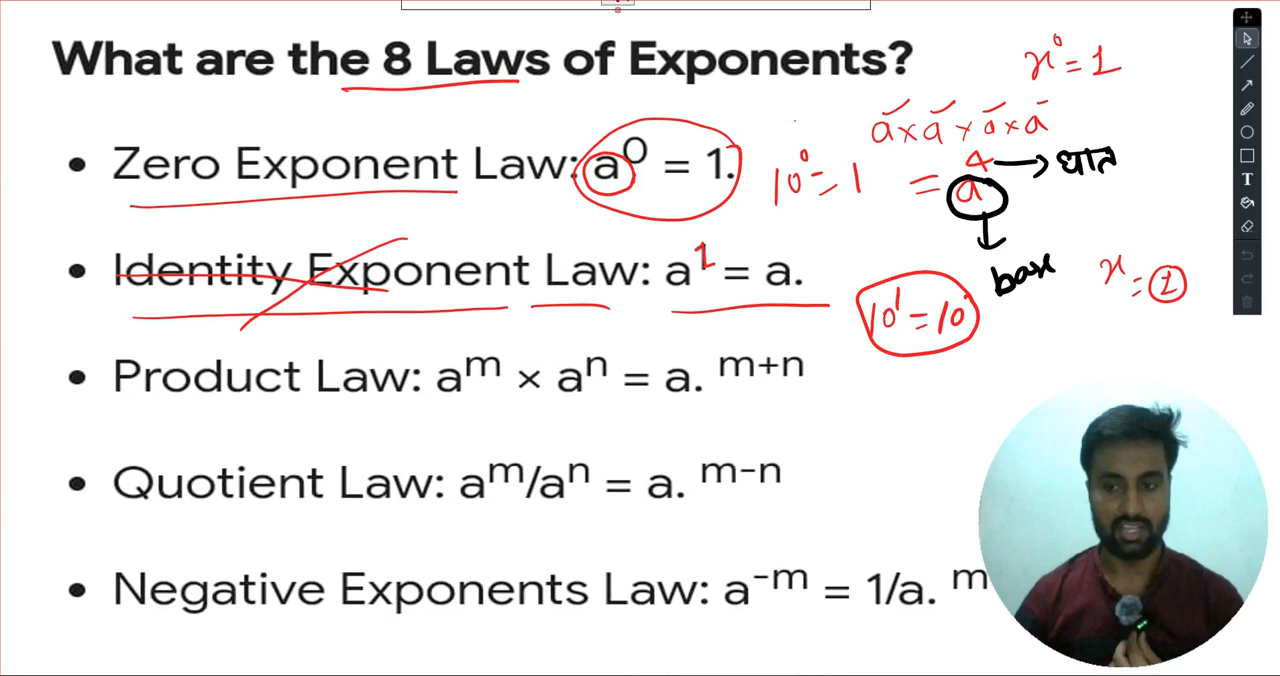 What are the 8 Laws of Exponents?
x⁰ = 1
a × a × a × a
= a⁴ → घात
base
• Zero Exponent Law: a⁰ = 1.
10⁰ = 1
• Identity Exponent Law: a¹ = a.
10¹ = 10
x = 1
• Product Law: aᵐ × aⁿ = a. ᵐ⁺ⁿ
• Quotient Law: aᵐ/aⁿ = a. ᵐ⁻ⁿ
• Negative Exponents Law: a⁻ᵐ = 1/a. ᵐ
T